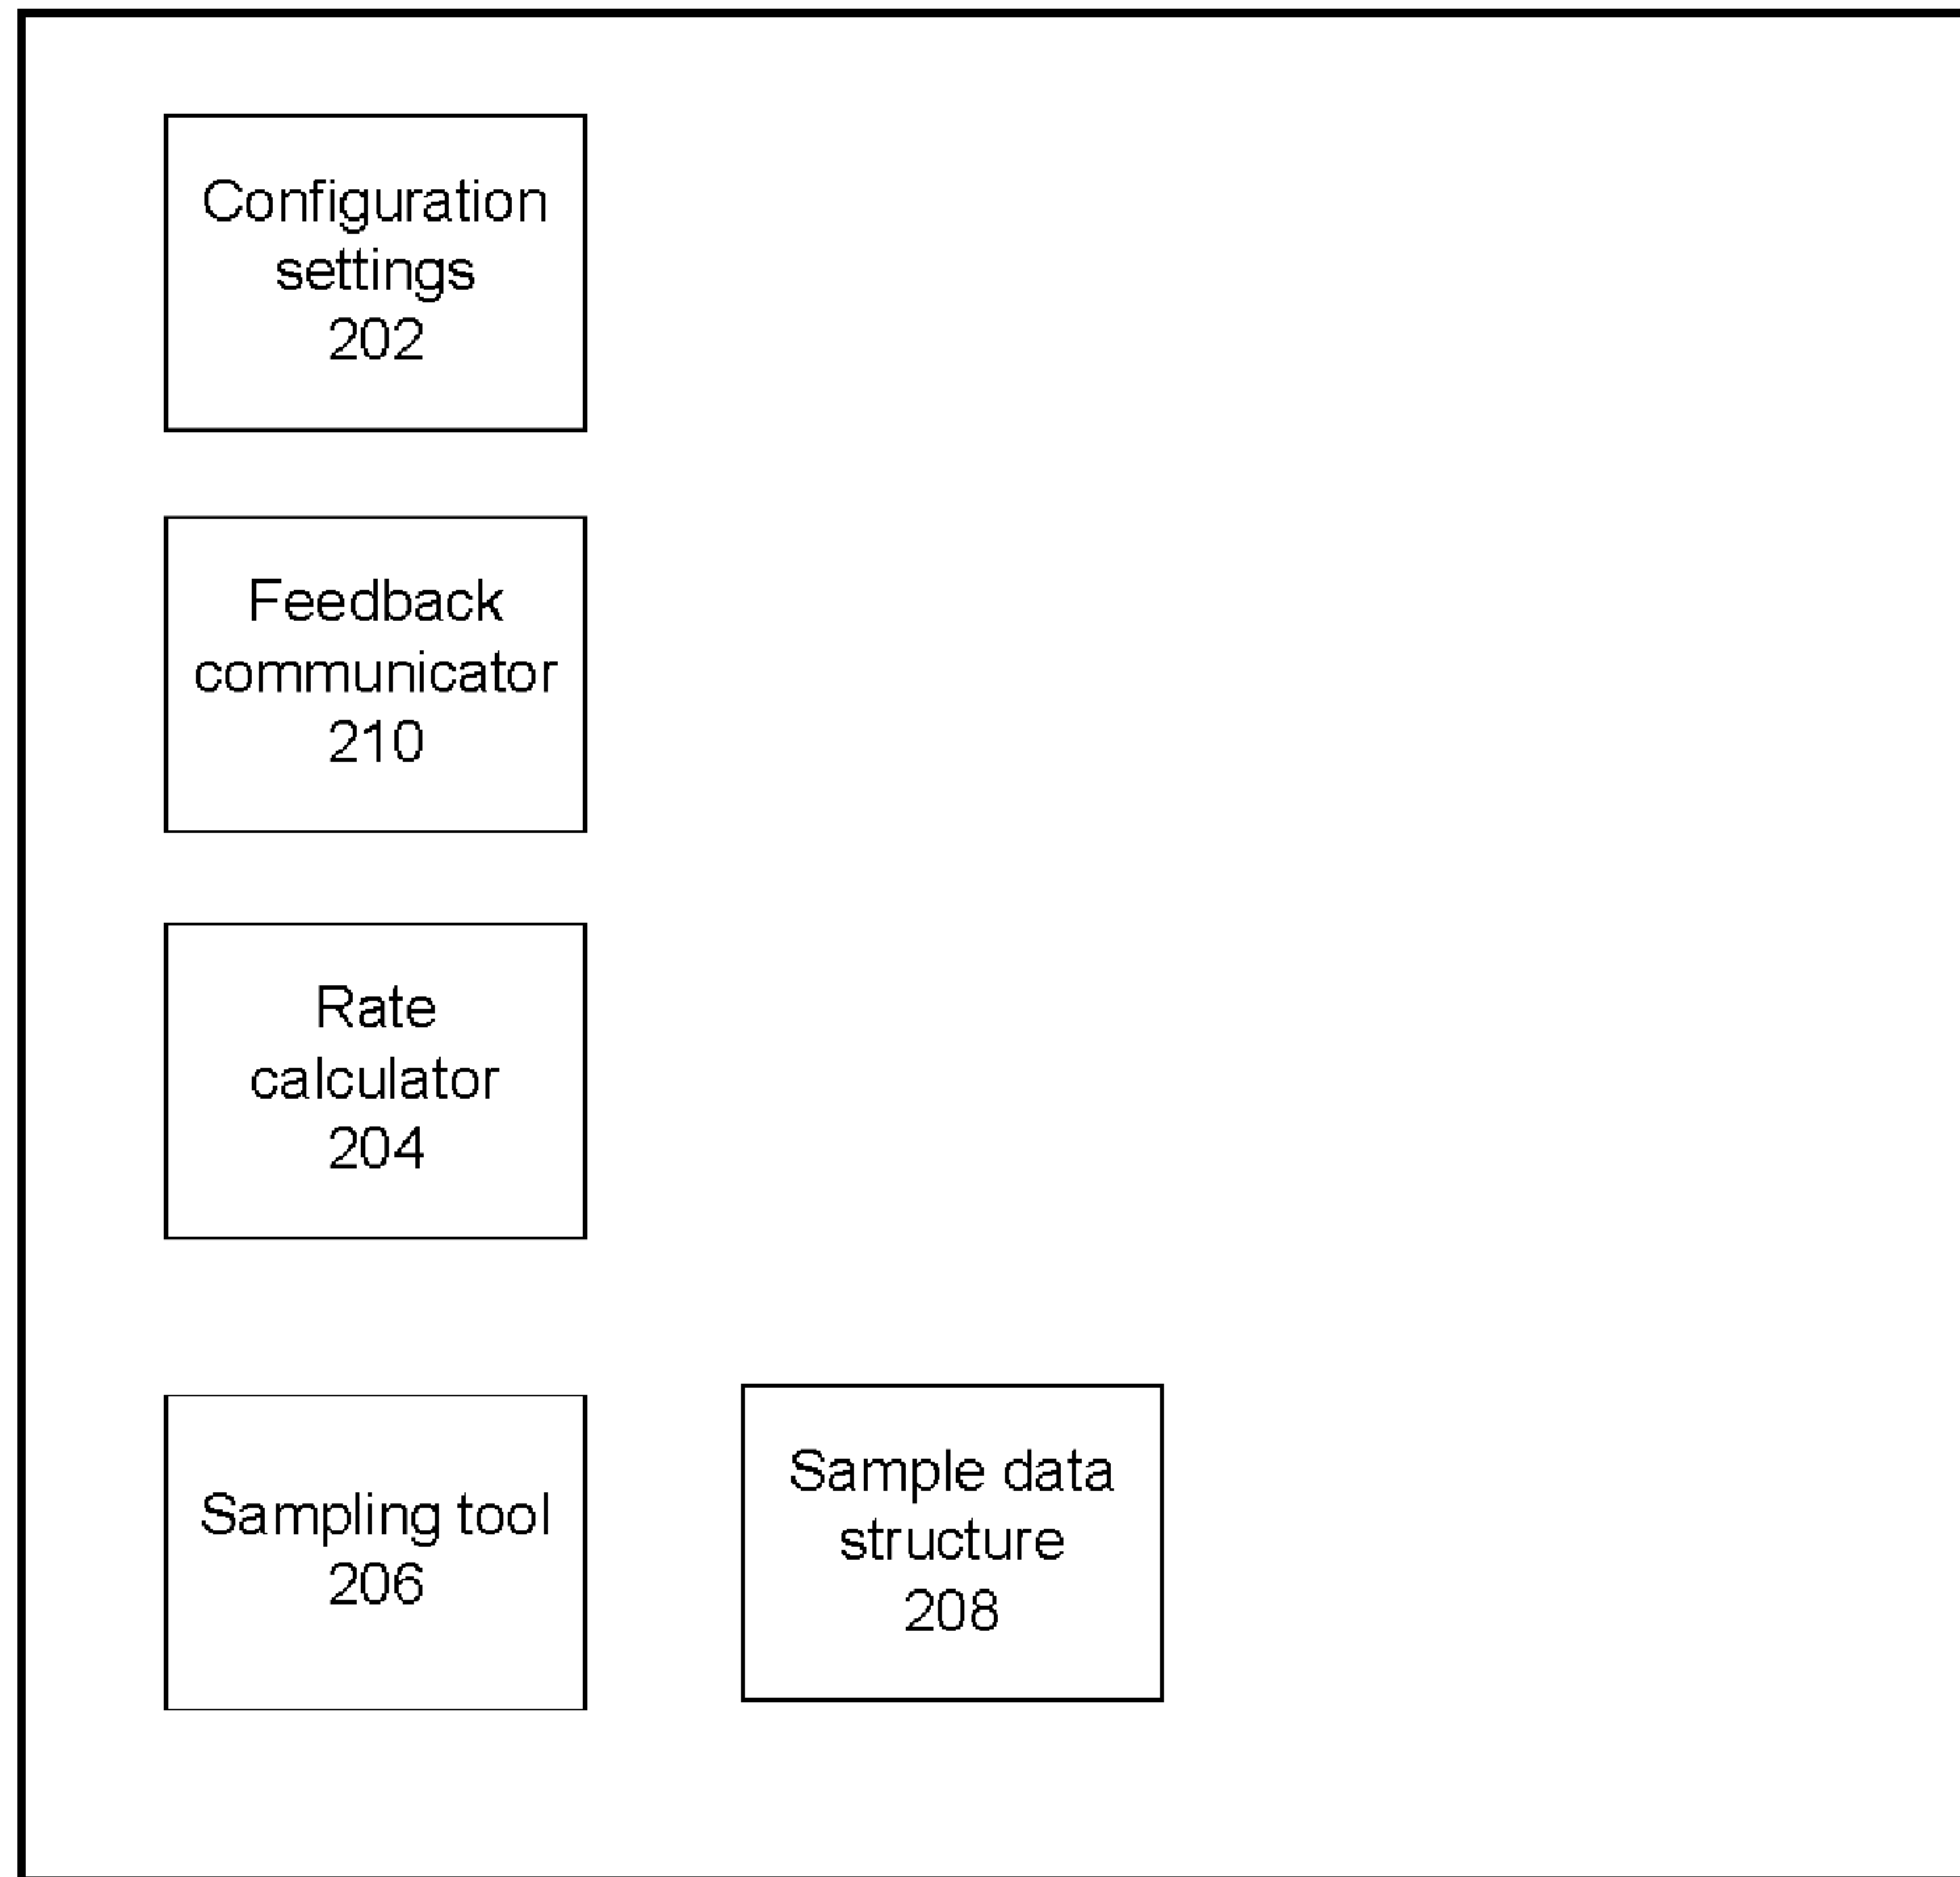 Configuration
settings
202
Feedback
communicator
210
Rate
calculator
204
Sampling tool
206
Sample data
structure
208